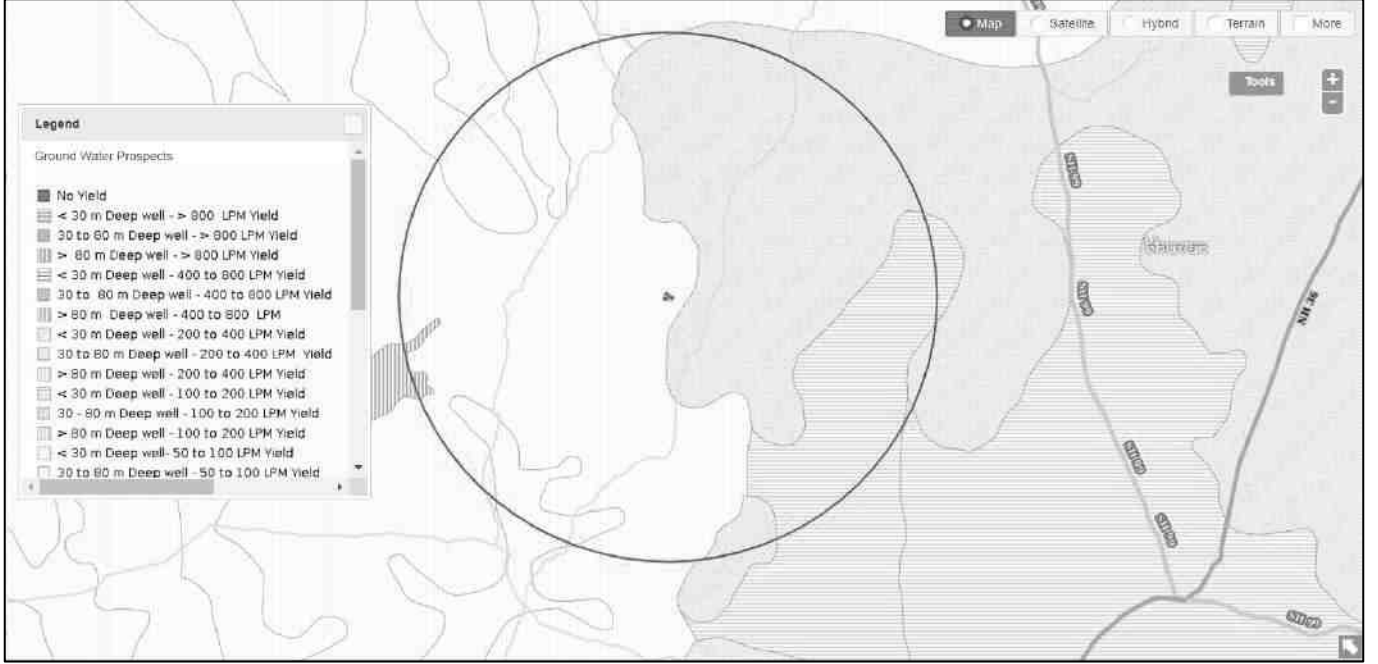 Map Satellite Hybrid Terrain More
Tools
+
-
Legend
Ground Water Prospects
No Yield
< 30 m Deep well - > 800 LPM Yield
30 to 80 m Deep well - > 800 LPM Yield
> 80 m Deep well - > 800 LPM Yield
< 30 m Deep well - 400 to 800 LPM Yield
30 to 80 m Deep well - 400 to 800 LPM Yield
> 80 m Deep well - 400 to 800 LPM
< 30 m Deep well - 200 to 400 LPM Yield
30 to 80 m Deep well - 200 to 400 LPM Yield
> 80 m Deep well - 200 to 400 LPM Yield
< 30 m Deep well - 100 to 200 LPM Yield
30 - 80 m Deep well - 100 to 200 LPM Yield
> 80 m Deep well - 100 to 200 LPM Yield
< 30 m Deep well- 50 to 100 LPM Yield
30 to 80 m Deep well - 50 to 100 LPM Yield